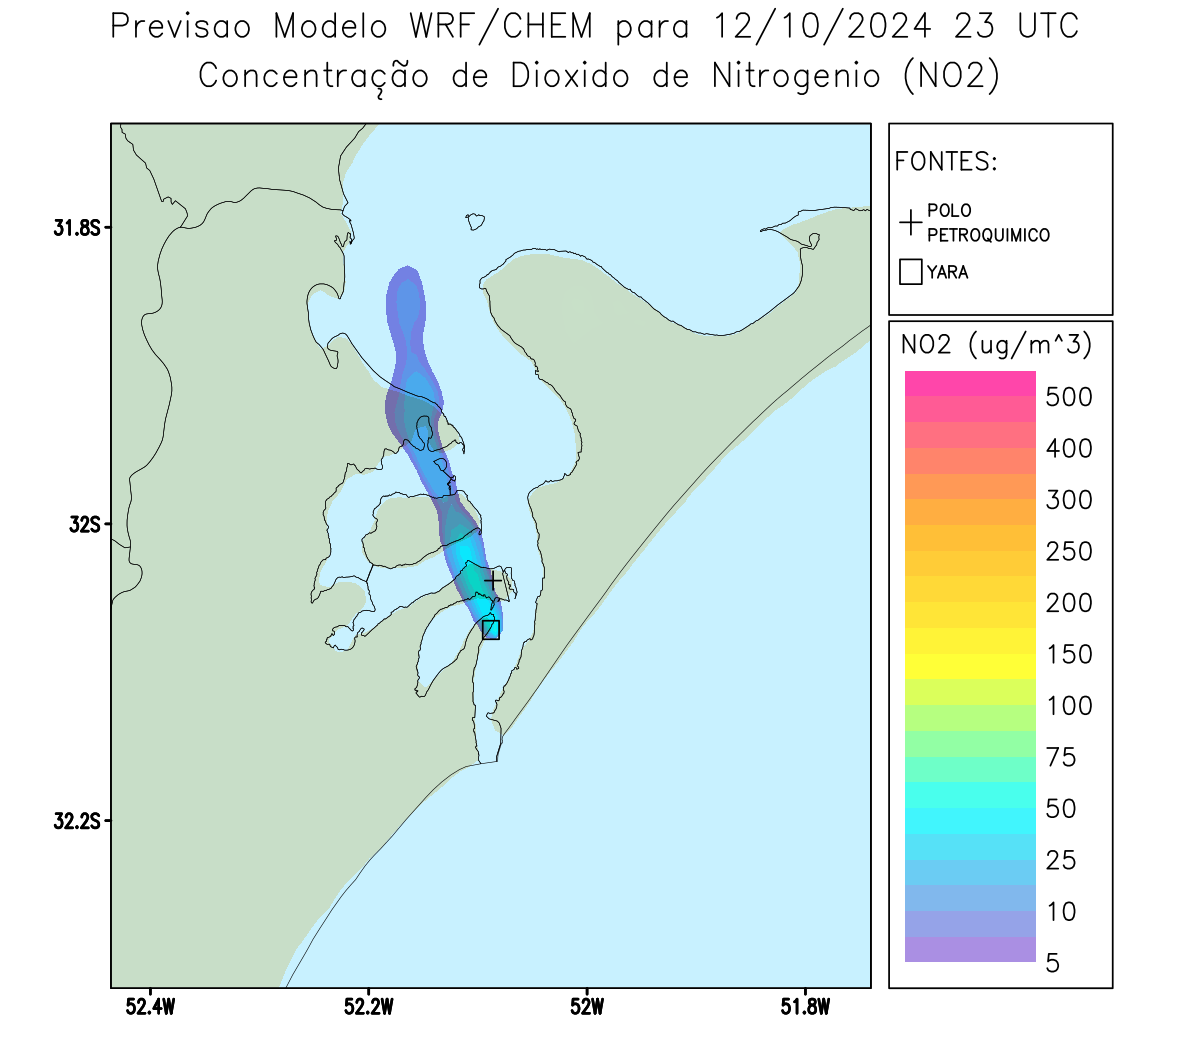 Previsao Modelo WRF/CHEM para 12/10/2024 23 UTC
Concentração de Dioxido de Nitrogenio (NO2)
FONTES:
POLO
PETROQUIMICO
YARA
NO2 (ug/m^3)
500
400
300
250
200
150
100
75
50
25
10
5
31.8S
32S
32.2S
52.4W
52.2W
52W
51.8W